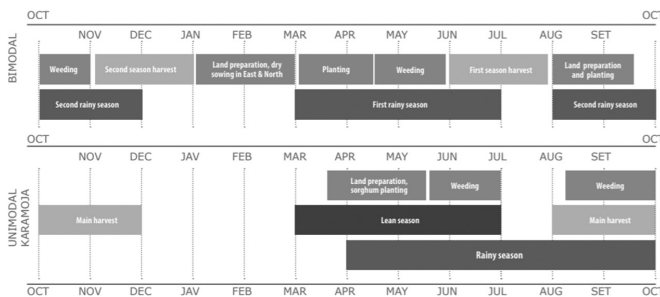 OCT OCT
NOV DEC JAV FEB MAR APR MAY JUN JUL AUG SET
BIMODAL
Weeding
Second season harvest
Land preparation, dry
sowing in East & North
Planting
Weeding
First season harvest
Land preparation
and planting
Second rainy season
First rainy season
Second rainy season
OCT OCT
NOV DEC JAV FEB MAR APR MAY JUN JUL AUG SET
UNIMODAL
KARAMOJA
Land preparation,
sorghum planting
Weeding
Weeding
Main harvest
Lean season
Main harvest
Rainy season
OCT NOV DEC JAV FEB MAR APR MAY JUN JUL AUG SET OCT